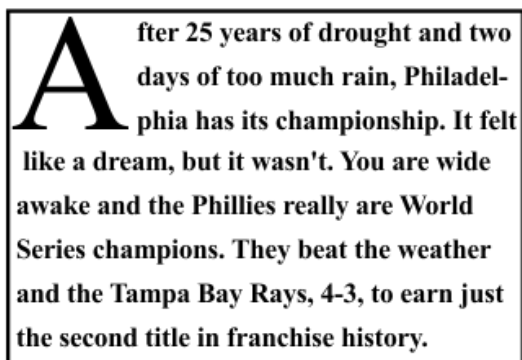 After 25 years of drought and two
days of too much rain, Philadel-
phia has its championship. It felt
like a dream, but it wasn't. You are wide
awake and the Phillies really are World
Series champions. They beat the weather
and the Tampa Bay Rays, 4-3, to earn just
the second title in franchise history.